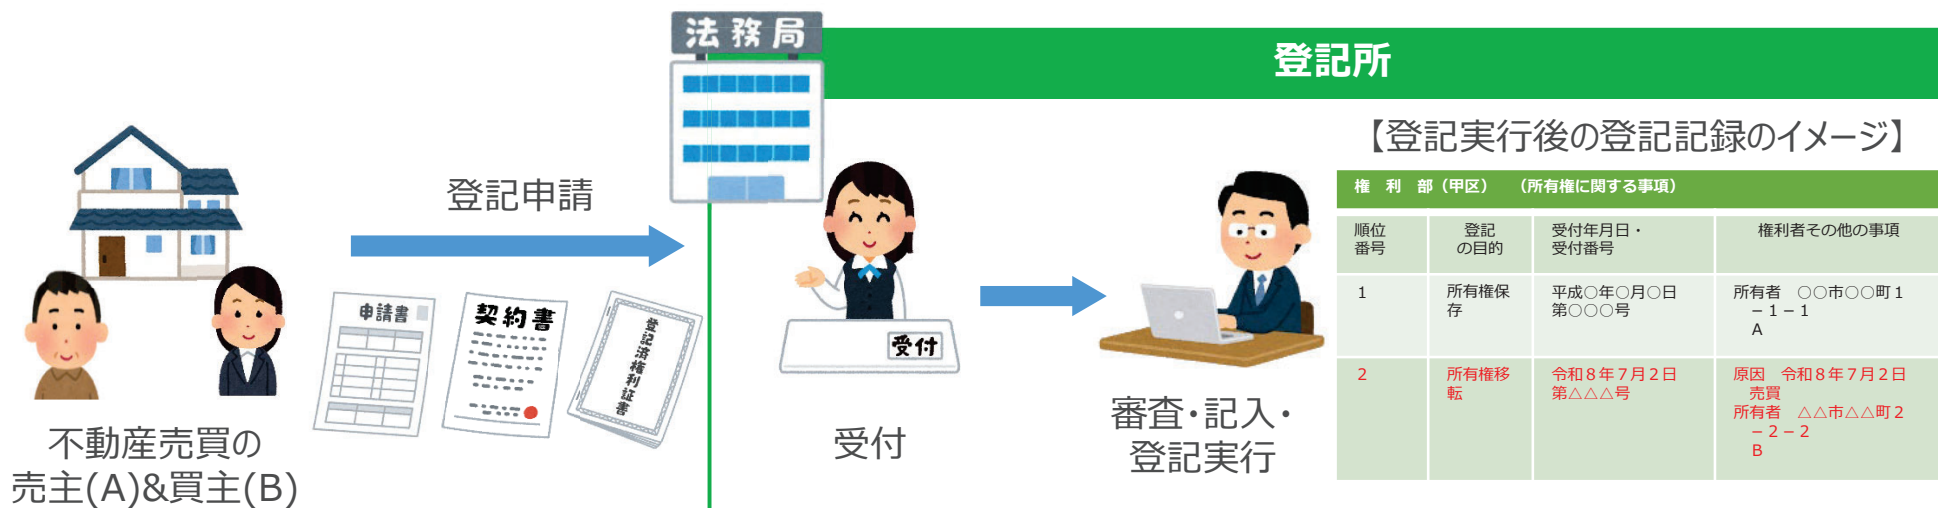 法務局
登記所
登記申請
申請書
契約書
登記済権利証書
不動産売買の
売主(A)&買主(B)
受付
受付
審査・記入・
登記実行
【登記実行後の登記記録のイメージ】
権 利 部（甲区） （所有権に関する事項）
順位
番号
登記
の目的
受付年月日・
受付番号
権利者その他の事項
1
所有権保
存
平成○年○月○日
第○○○号
所有者 ○○市○○町１
－１－１
A
2
所有権移
転
令和８年７月２日
第△△△号
原因 令和８年７月２日
売買
所有者 △△市△△町２
－２－２
B